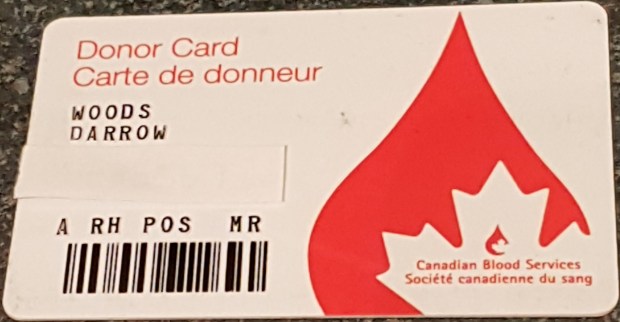 Donor Card
Carte de donneur
WOODS
DARROW
A RH POS MR
Canadian Blood Services
Société canadienne du sang